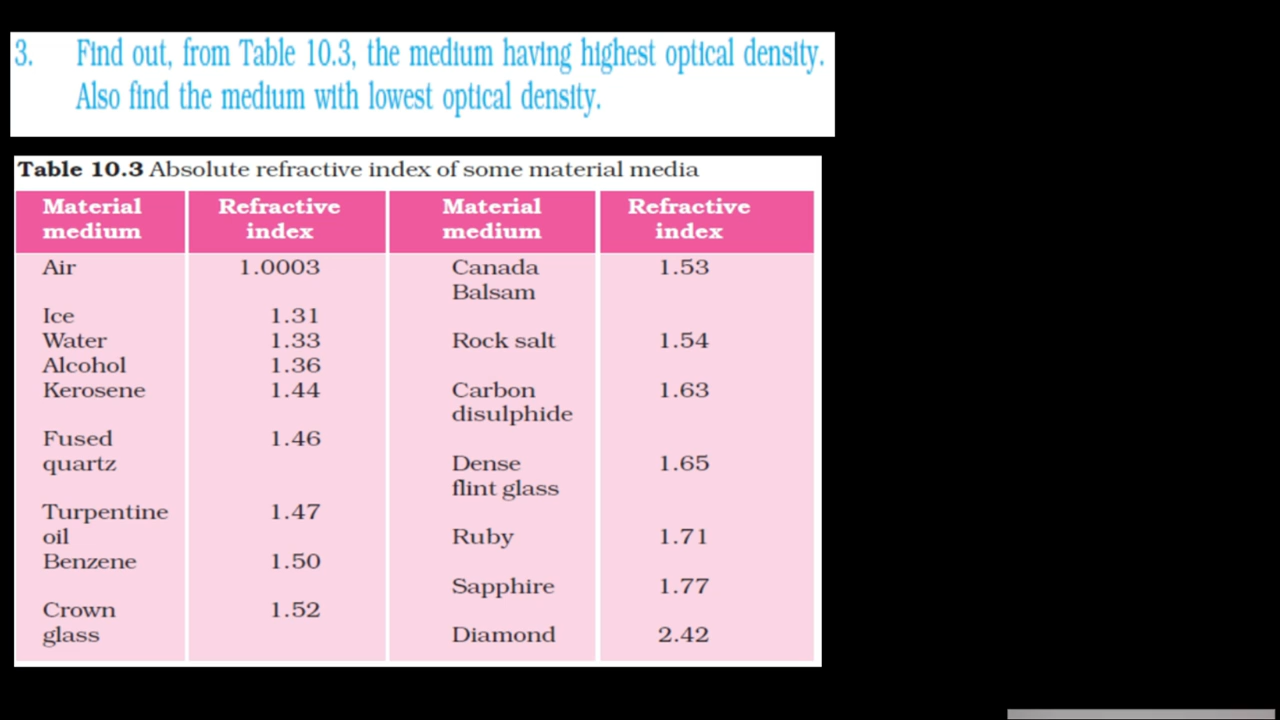 3. Find out, from Table 10.3, the medium having highest optical density.
Also find the medium with lowest optical density.
Table 10.3 Absolute refractive index of some material media
Material medium Refractive index Material medium Refractive index
Air 1.0003 Canada 1.53
Balsam
Ice 1.31
Water 1.33 Rock salt 1.54
Alcohol 1.36
Kerosene 1.44 Carbon 1.63
disulphide
Fused 1.46
quartz Dense 1.65
flint glass
Turpentine 1.47
oil Ruby 1.71
Benzene 1.50
Sapphire 1.77
Crown 1.52
glass Diamond 2.42